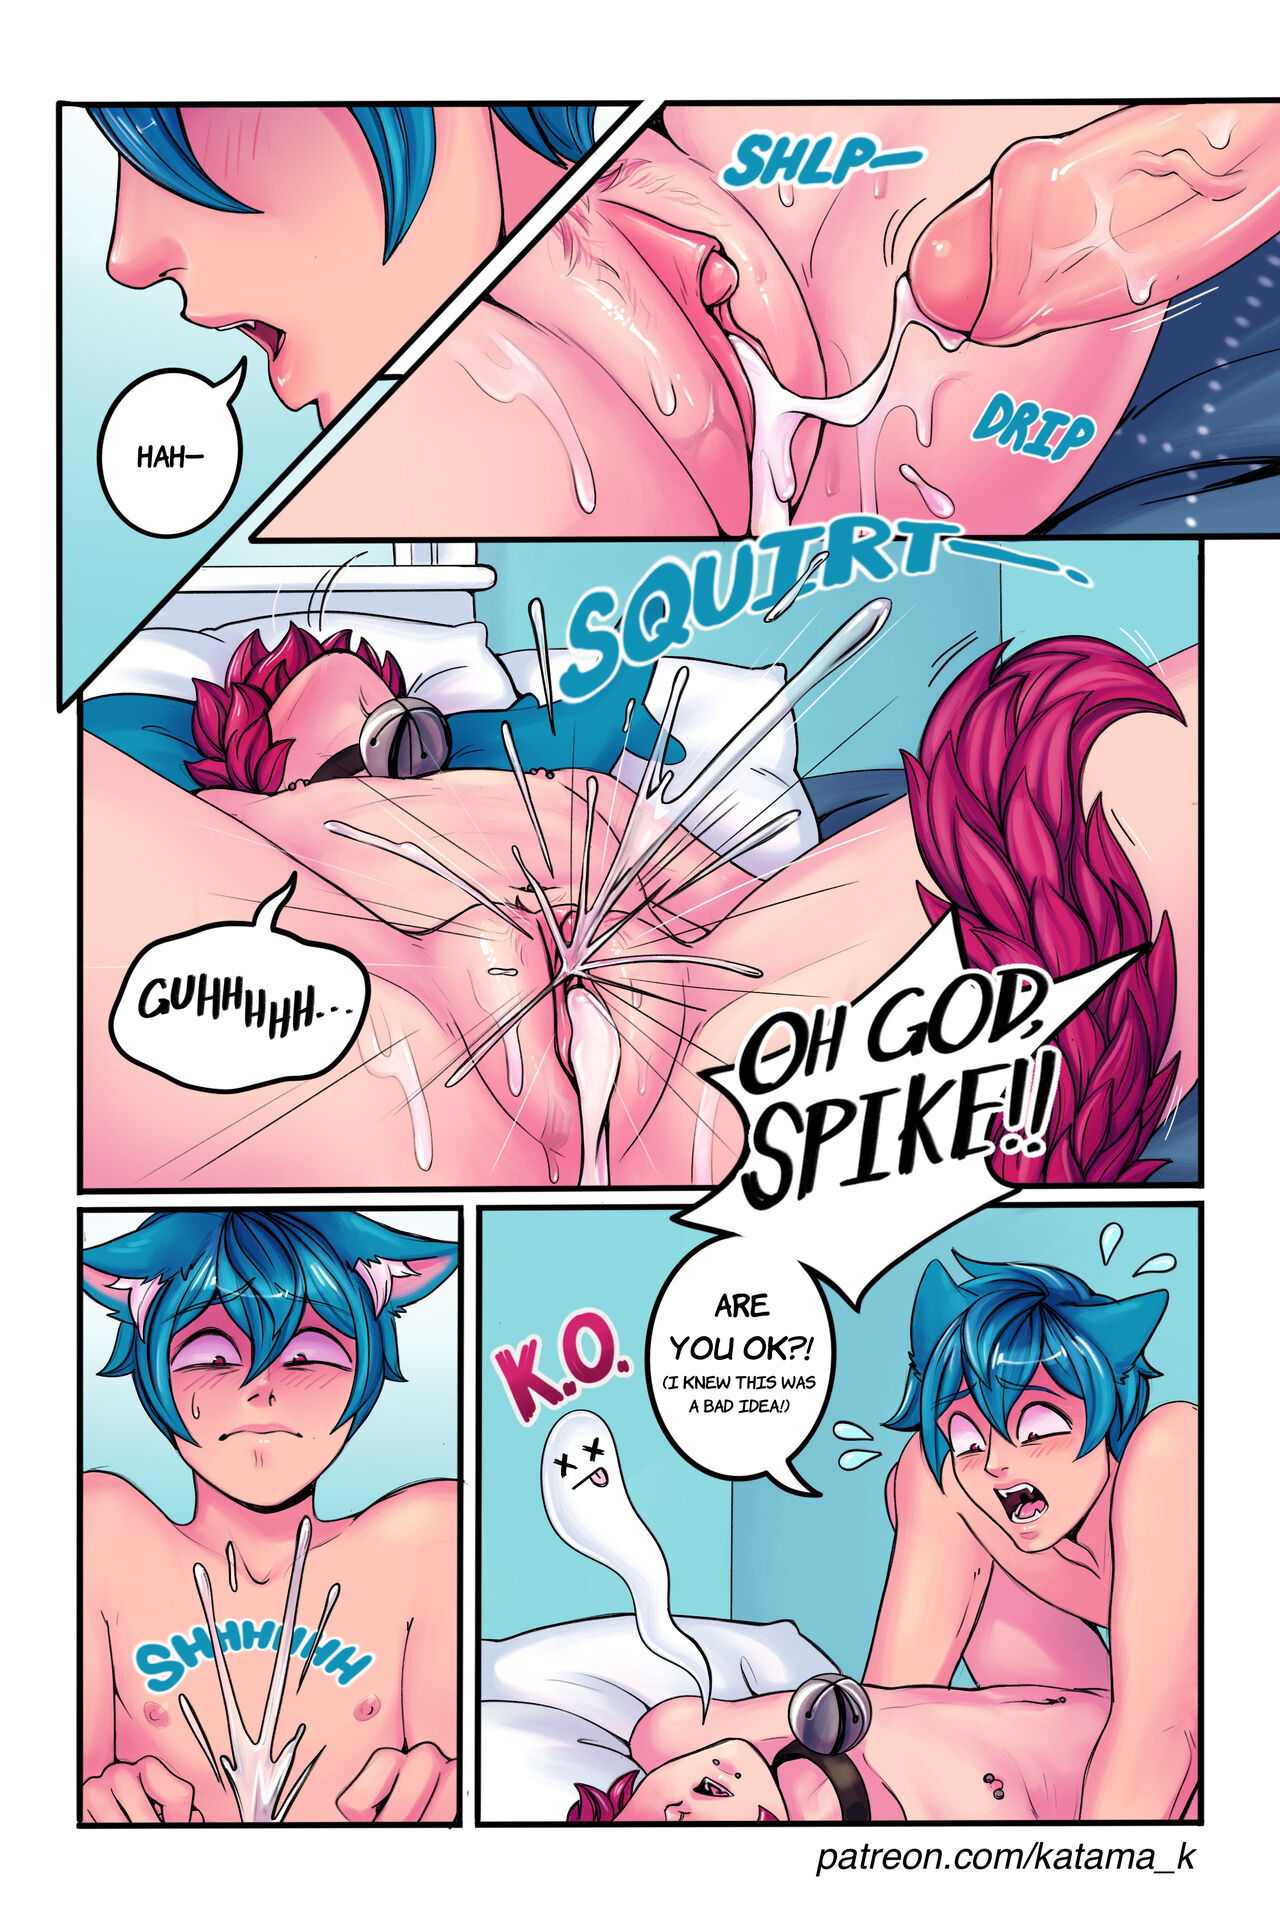 HAH—
SHLP—
DRIP
SQUIRT—.
GUHHHHHH...
OH GOD,
SPIKE!!
SHHHHHH
K.O.
ARE
YOU OK?!
(I KNEW THIS WAS
A BAD IDEA!)
patreon.com/katama_k